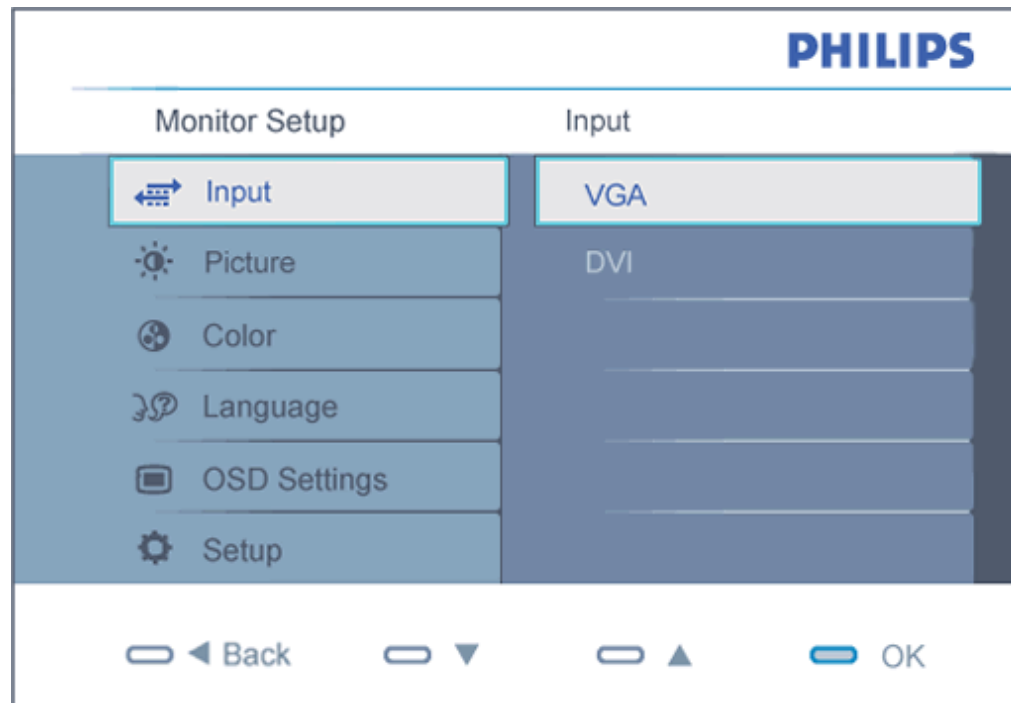 PHILIPS
Monitor Setup Input
Input VGA
Picture DVI
Color
Language
OSD Settings
Setup
Back OK